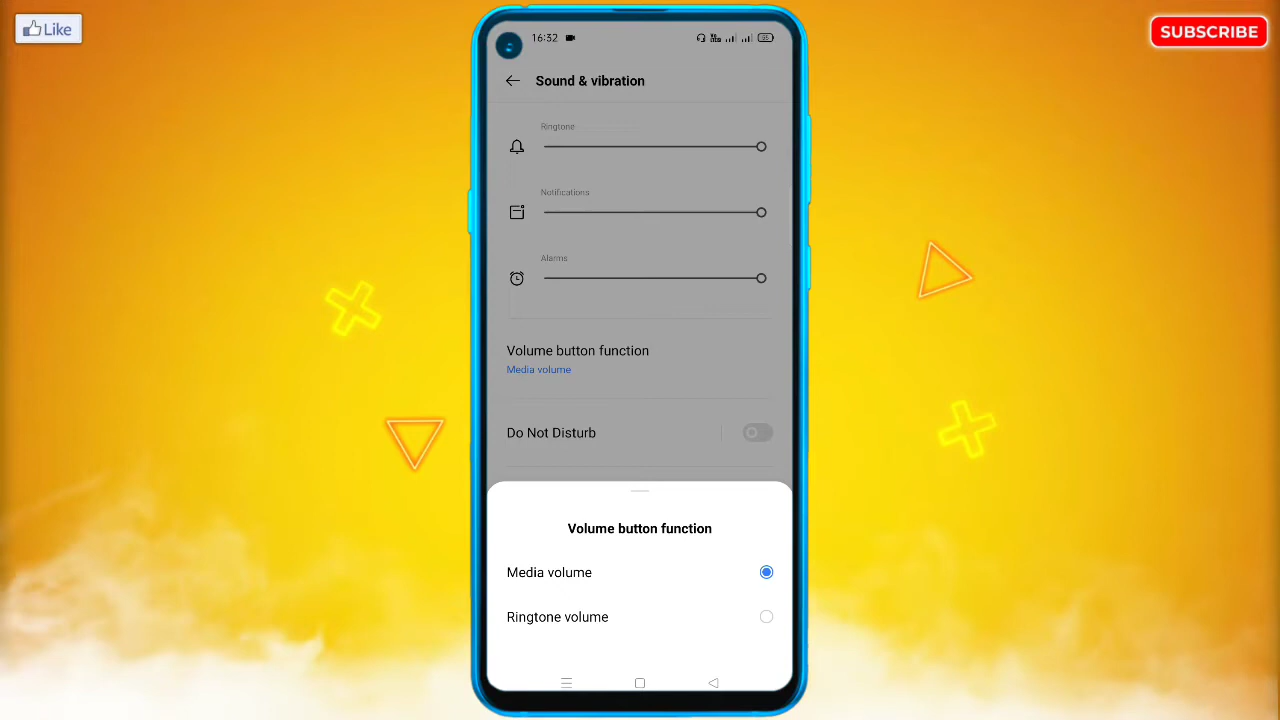 Like
SUBSCRIBE
16:32
Sound & vibration
Ringtone
Notifications
Alarms
Volume button function
Media volume
Do Not Disturb
Volume button function
Media volume
Ringtone volume